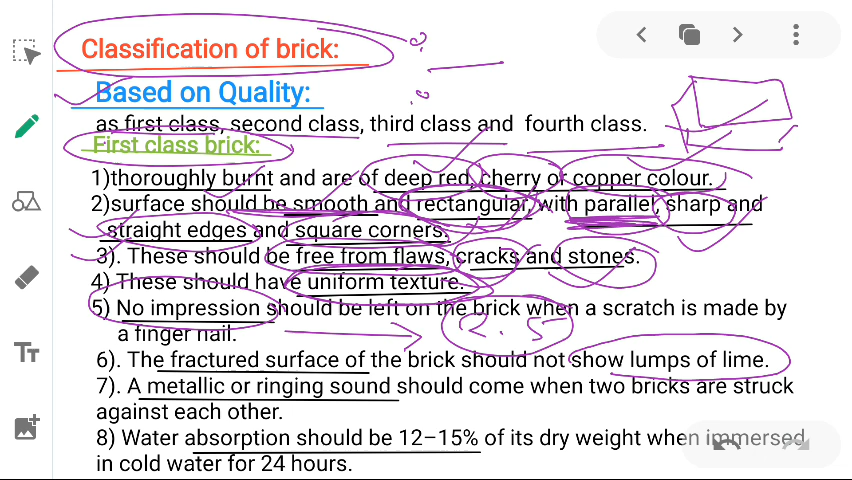 Classification of brick:
Based on Quality:
as first class, second class, third class and fourth class.
First class brick:
1)thoroughly burnt and are of deep red, cherry or copper colour.
2)surface should be smooth and rectangular, with parallel, sharp and
straight edges and square corners.
3). These should be free from flaws, cracks and stones.
4) These should have uniform texture.
5) No impression should be left on the brick when a scratch is made by
a finger nail.
2.5
6). The fractured surface of the brick should not show lumps of lime.
7). A metallic or ringing sound should come when two bricks are struck
against each other.
8) Water absorption should be 12–15% of its dry weight when immersed
in cold water for 24 hours.
TT